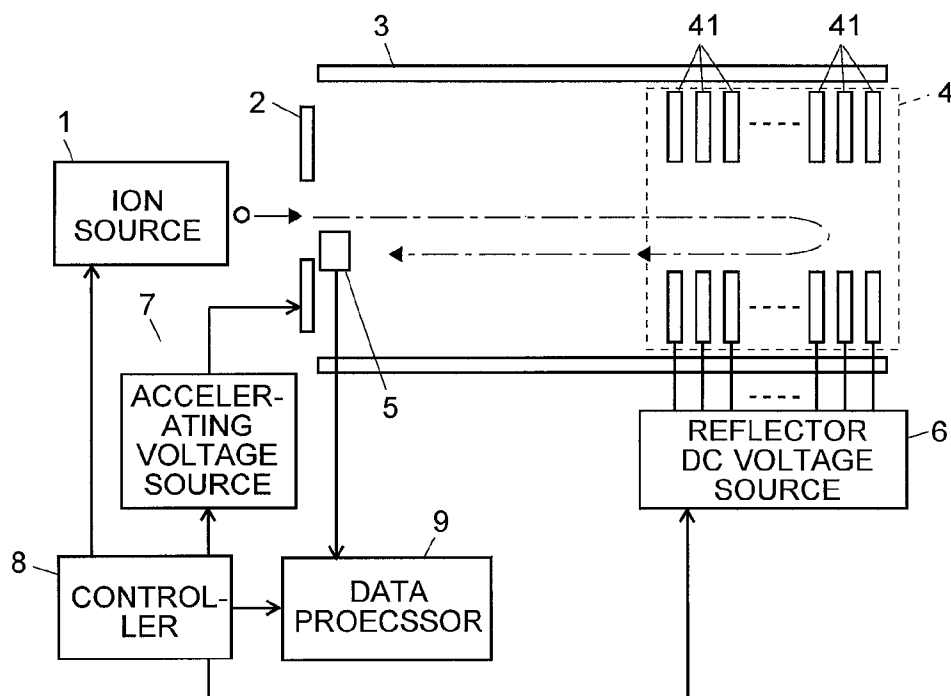 3
41
41
4
2
1
ION
SOURCE
7
5
ACCELER-
ATING
VOLTAGE
SOURCE
REFLECTOR
DC VOLTAGE
SOURCE
6
8
9
CONTROL-
LER
DATA
PROECSSOR